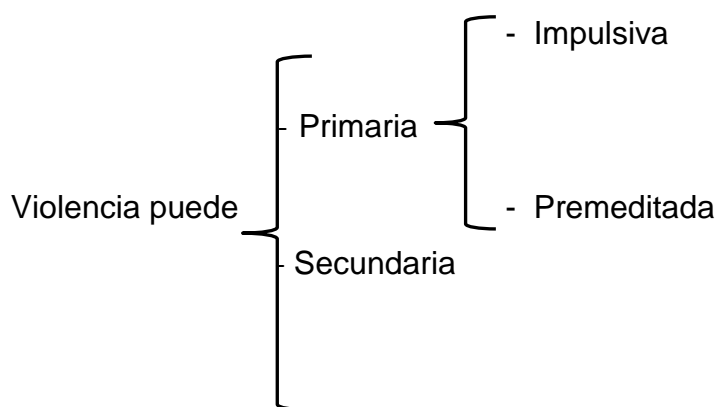 - Impulsiva
- Primaria
Violencia puede
- Premeditada
- Secundaria